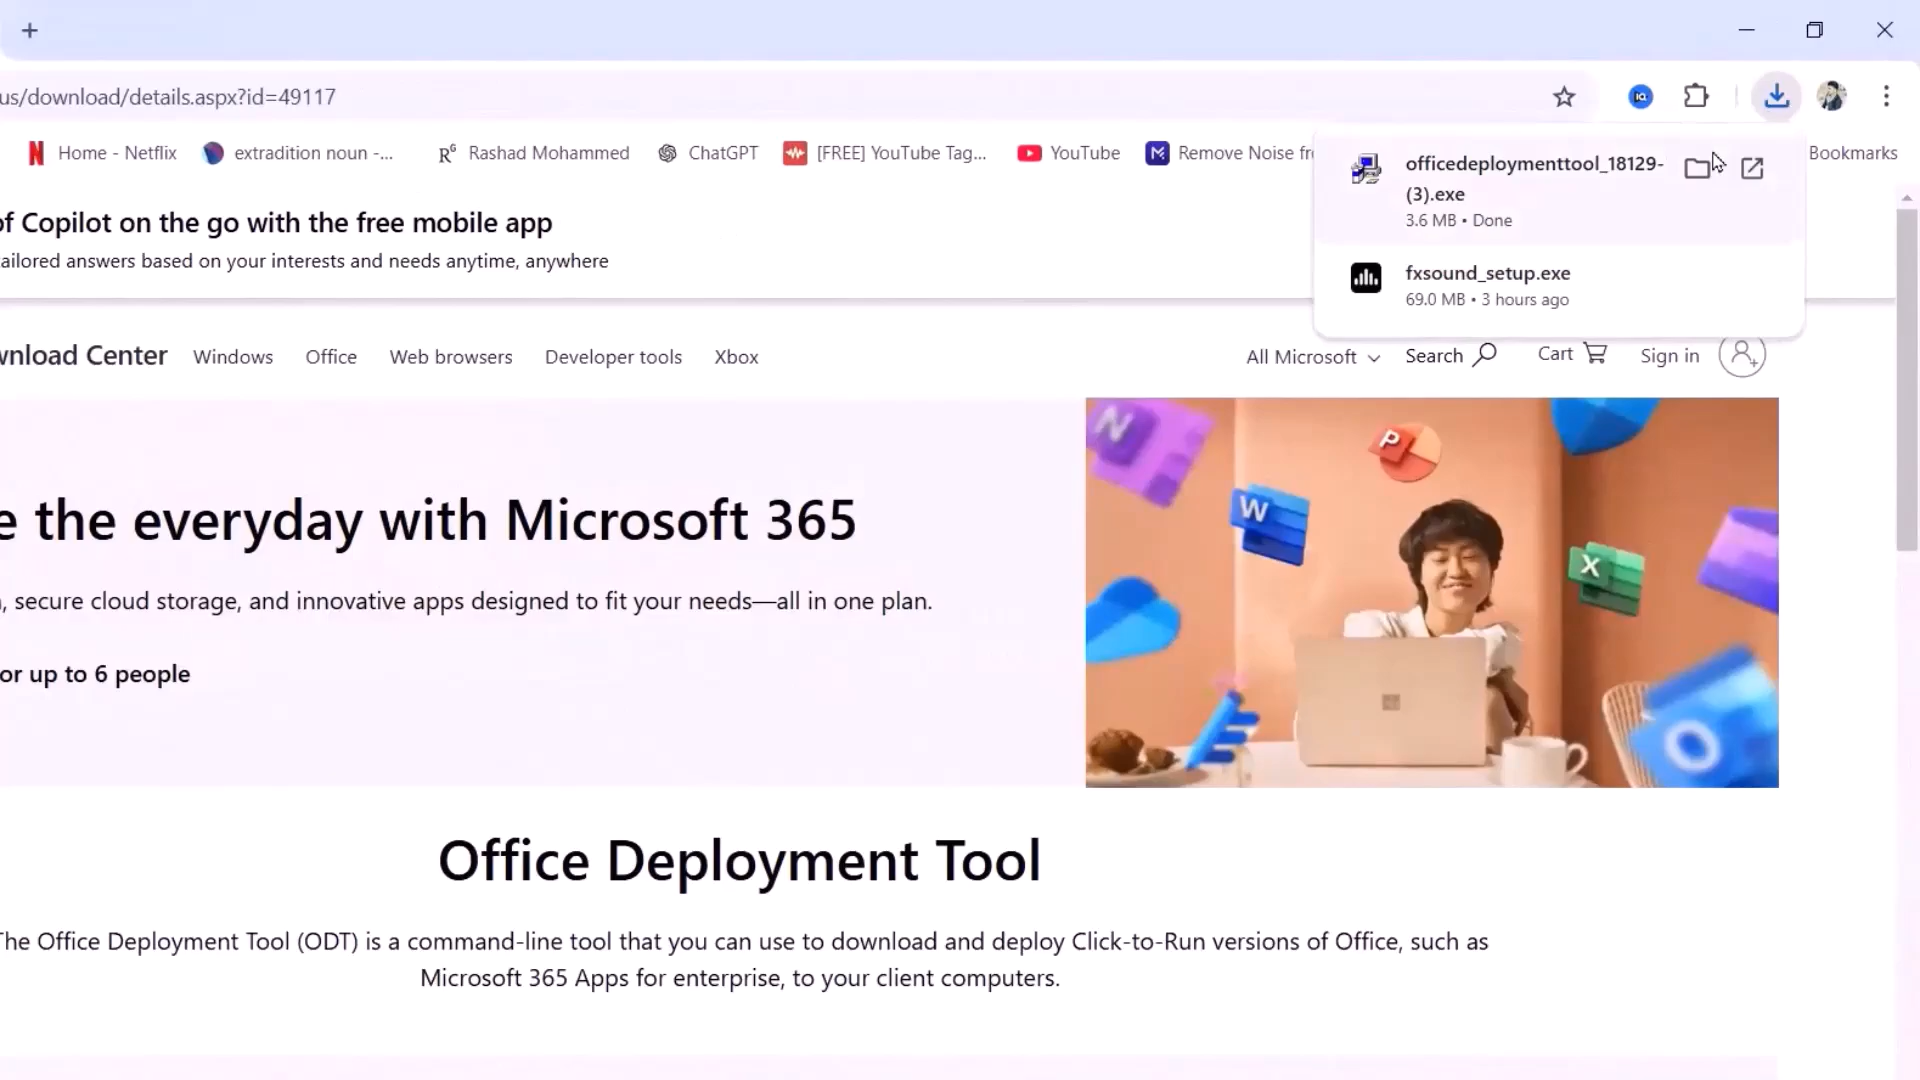 us/download/details.aspx?id=49117
Home - Netflix
extradition noun -...
Rashad Mohammed
ChatGPT
[FREE] YouTube Tag...
YouTube
Remove Noise fr
Bookmarks
officedeploymenttool_18129-
(3).exe
3.6 MB • Done
fxsound_setup.exe
69.0 MB • 3 hours ago
of Copilot on the go with the free mobile app
ailored answers based on your interests and needs anytime, anywhere
wnload Center Windows Office Web browsers Developer tools Xbox
All Microsoft Search Cart Sign in
e the everyday with Microsoft 365
, secure cloud storage, and innovative apps designed to fit your needs—all in one plan.
or up to 6 people
N
P
W
X
O
Office Deployment Tool
The Office Deployment Tool (ODT) is a command-line tool that you can use to download and deploy Click-to-Run versions of Office, such as
Microsoft 365 Apps for enterprise, to your client computers.